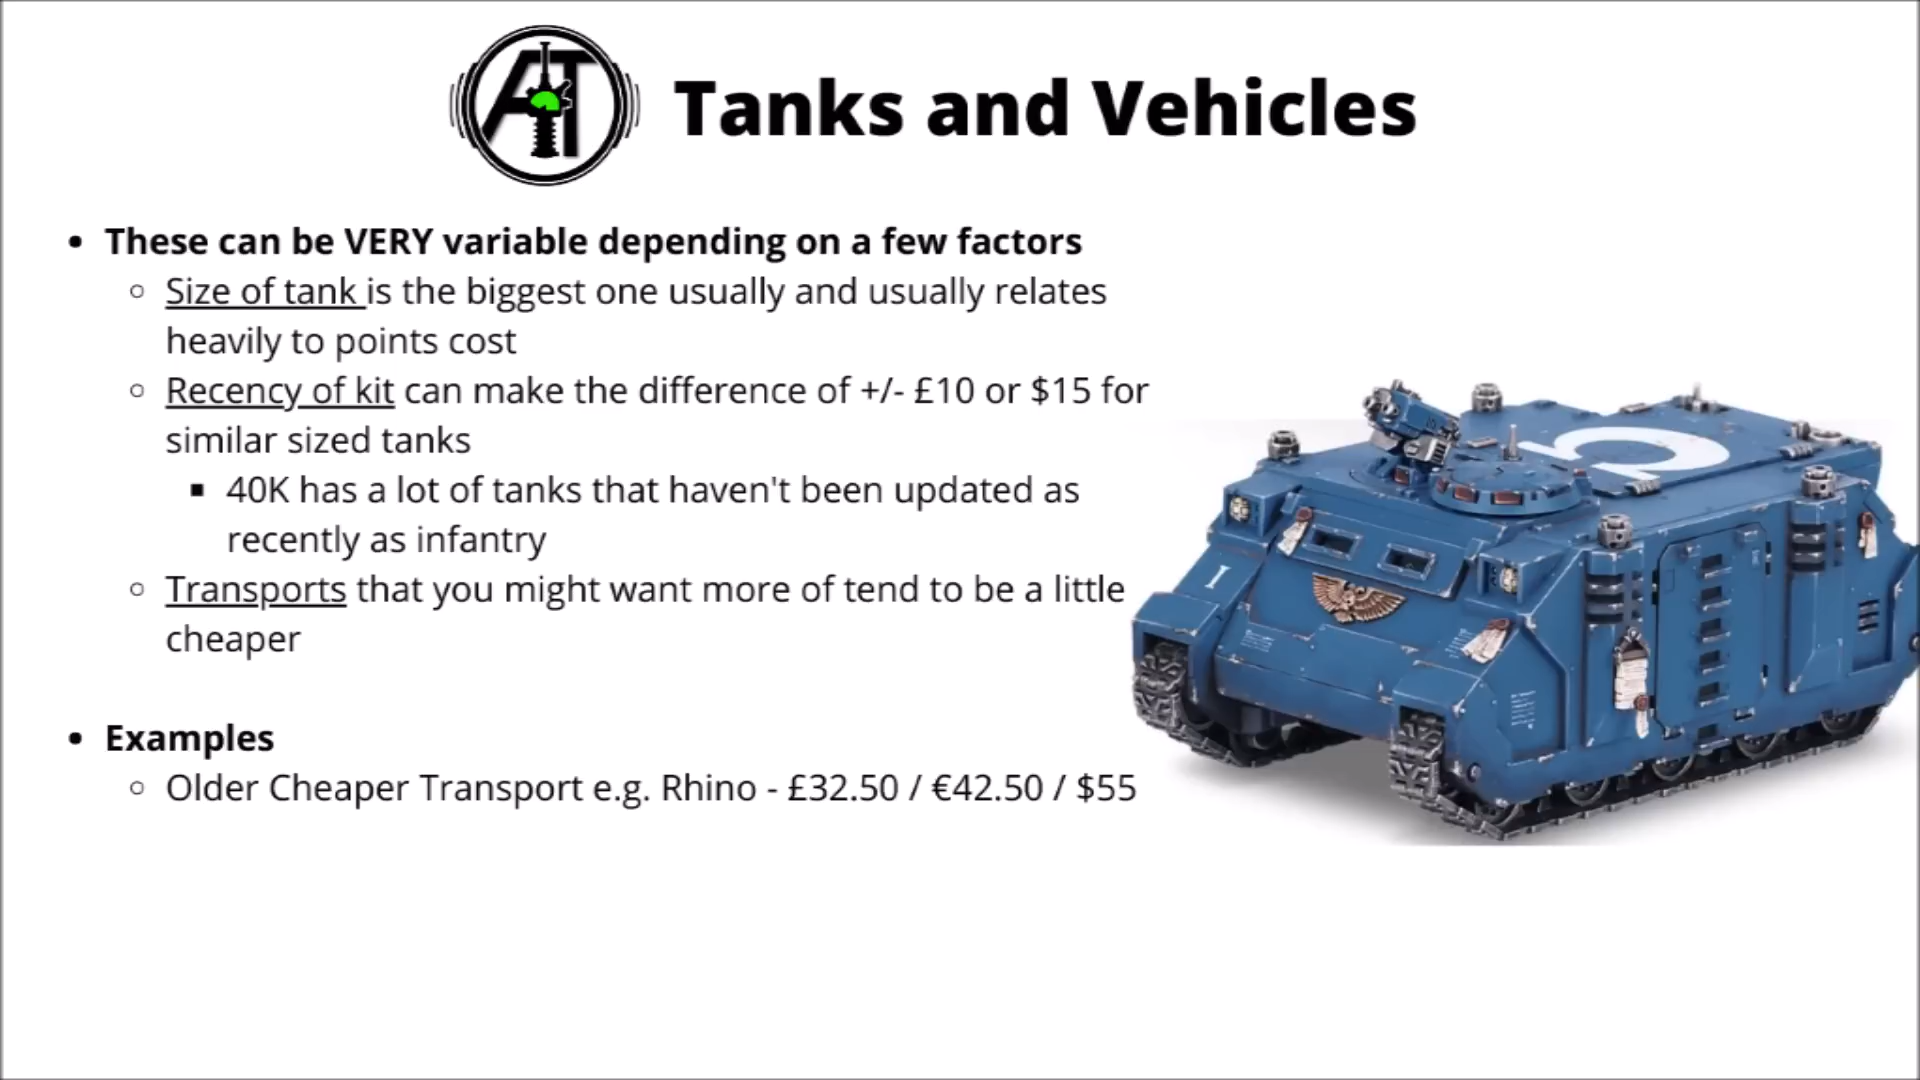 AT
Tanks and Vehicles
• These can be VERY variable depending on a few factors
○ Size of tank is the biggest one usually and usually relates
heavily to points cost
○ Recency of kit can make the difference of +/- £10 or $15 for
similar sized tanks
▪ 40K has a lot of tanks that haven't been updated as
recently as infantry
○ Transports that you might want more of tend to be a little
cheaper
I
• Examples
○ Older Cheaper Transport e.g. Rhino - £32.50 / €42.50 / $55